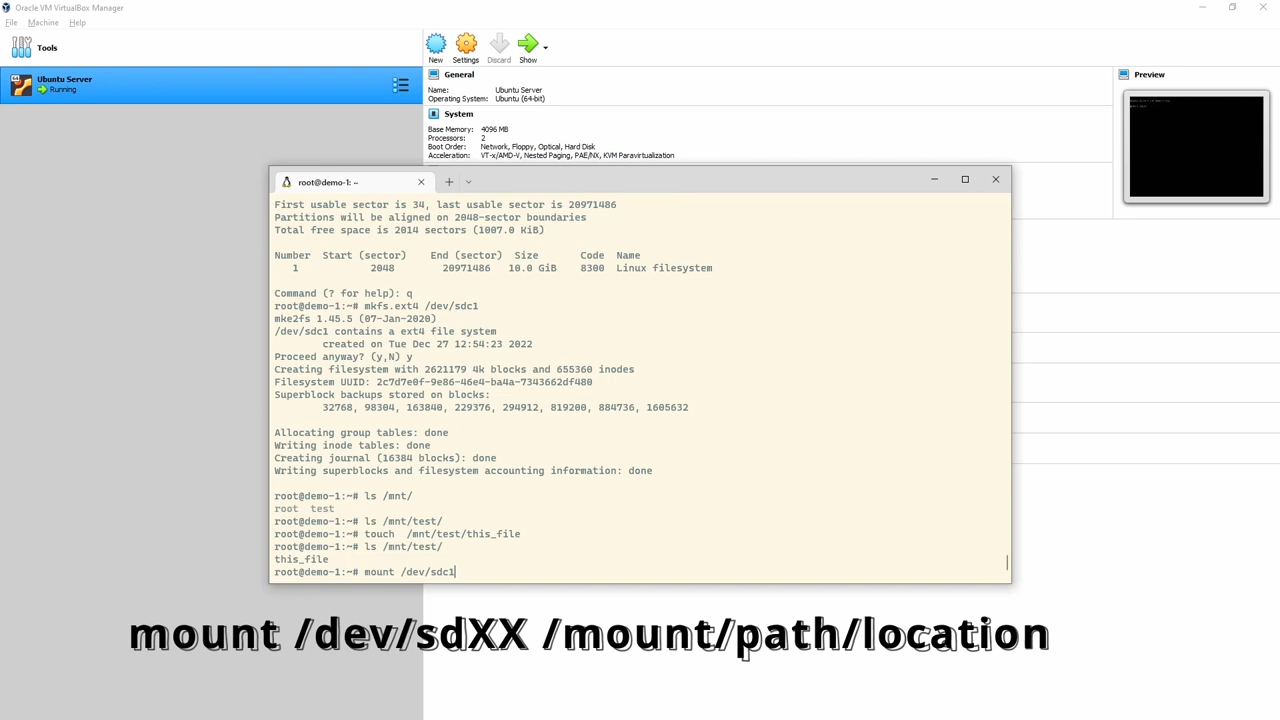 Oracle VM VirtualBox Manager
File Machine Help
Tools
New Settings Discard Show
Ubuntu Server
Running
General
Name: Ubuntu Server
Operating System: Ubuntu (64-bit)
System
Base Memory: 4096 MB
Processors: 2
Boot Order: Network, Floppy, Optical, Hard Disk
Acceleration: VT-x/AMD-V, Nested Paging, PAE/NX, KVM Paravirtualization
Preview
root@demo-1: ~
First usable sector is 34, last usable sector is 20971486
Partitions will be aligned on 2048-sector boundaries
Total free space is 2014 sectors (1007.0 KiB)
Number Start (sector) End (sector) Size Code Name
1 2048 20971486 10.0 GiB 8300 Linux filesystem
Command (? for help): q
root@demo-1:~# mkfs.ext4 /dev/sdc1
mke2fs 1.45.5 (07-Jan-2020)
/dev/sdc1 contains a ext4 file system
created on Tue Dec 27 12:54:23 2022
Proceed anyway? (y,N) y
Creating filesystem with 2621179 4k blocks and 655360 inodes
Filesystem UUID: 2c7d7e0f-9e86-46e4-ba4a-7343662df480
Superblock backups stored on blocks:
32768, 98304, 163840, 229376, 294912, 819200, 884736, 1605632
Allocating group tables: done
Writing inode tables: done
Creating journal (16384 blocks): done
Writing superblocks and filesystem accounting information: done
root@demo-1:~# ls /mnt/
root test
root@demo-1:~# ls /mnt/test/
root@demo-1:~# touch /mnt/test/this_file
root@demo-1:~# ls /mnt/test/
this_file
root@demo-1:~# mount /dev/sdc1
mount /dev/sdXX /mount/path/location